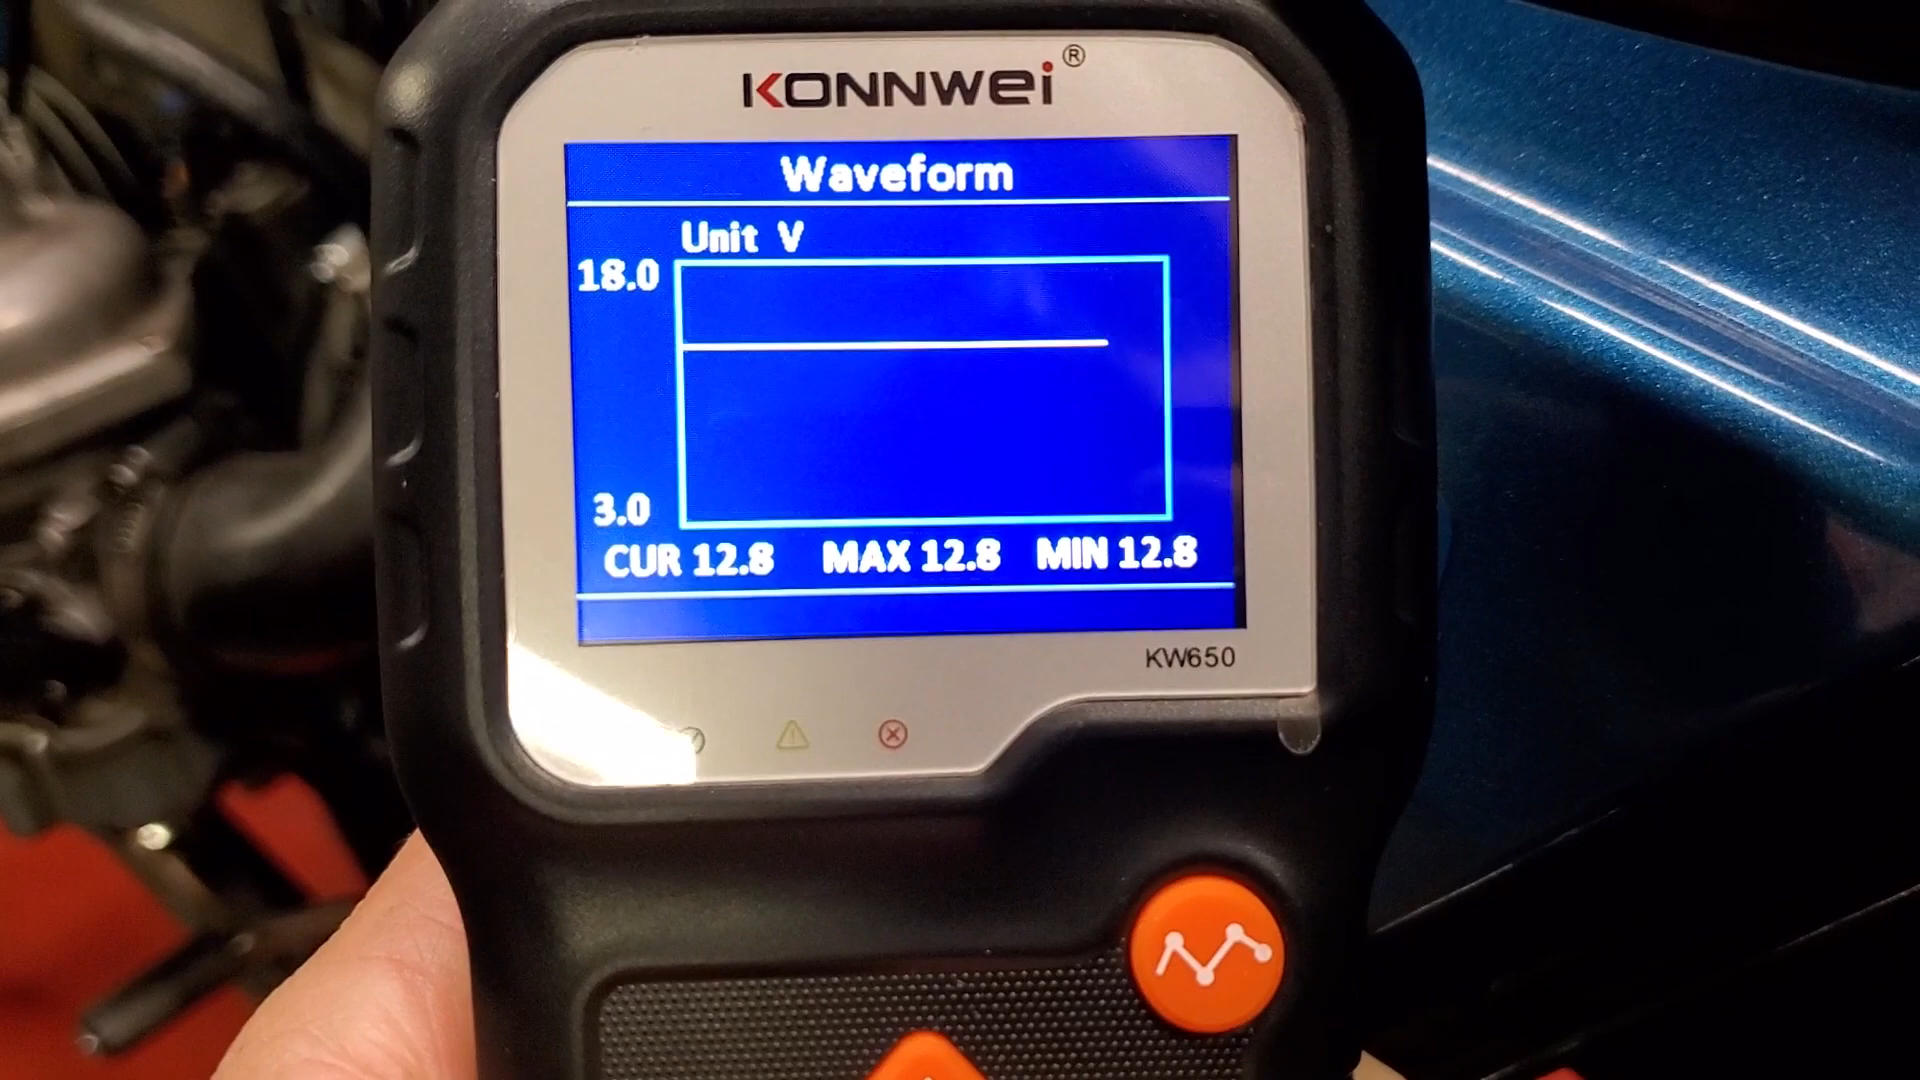 KONNWEi®
Waveform
Unit V
18.0
3.0
CUR 12.8 MAX 12.8 MIN 12.8
KW650